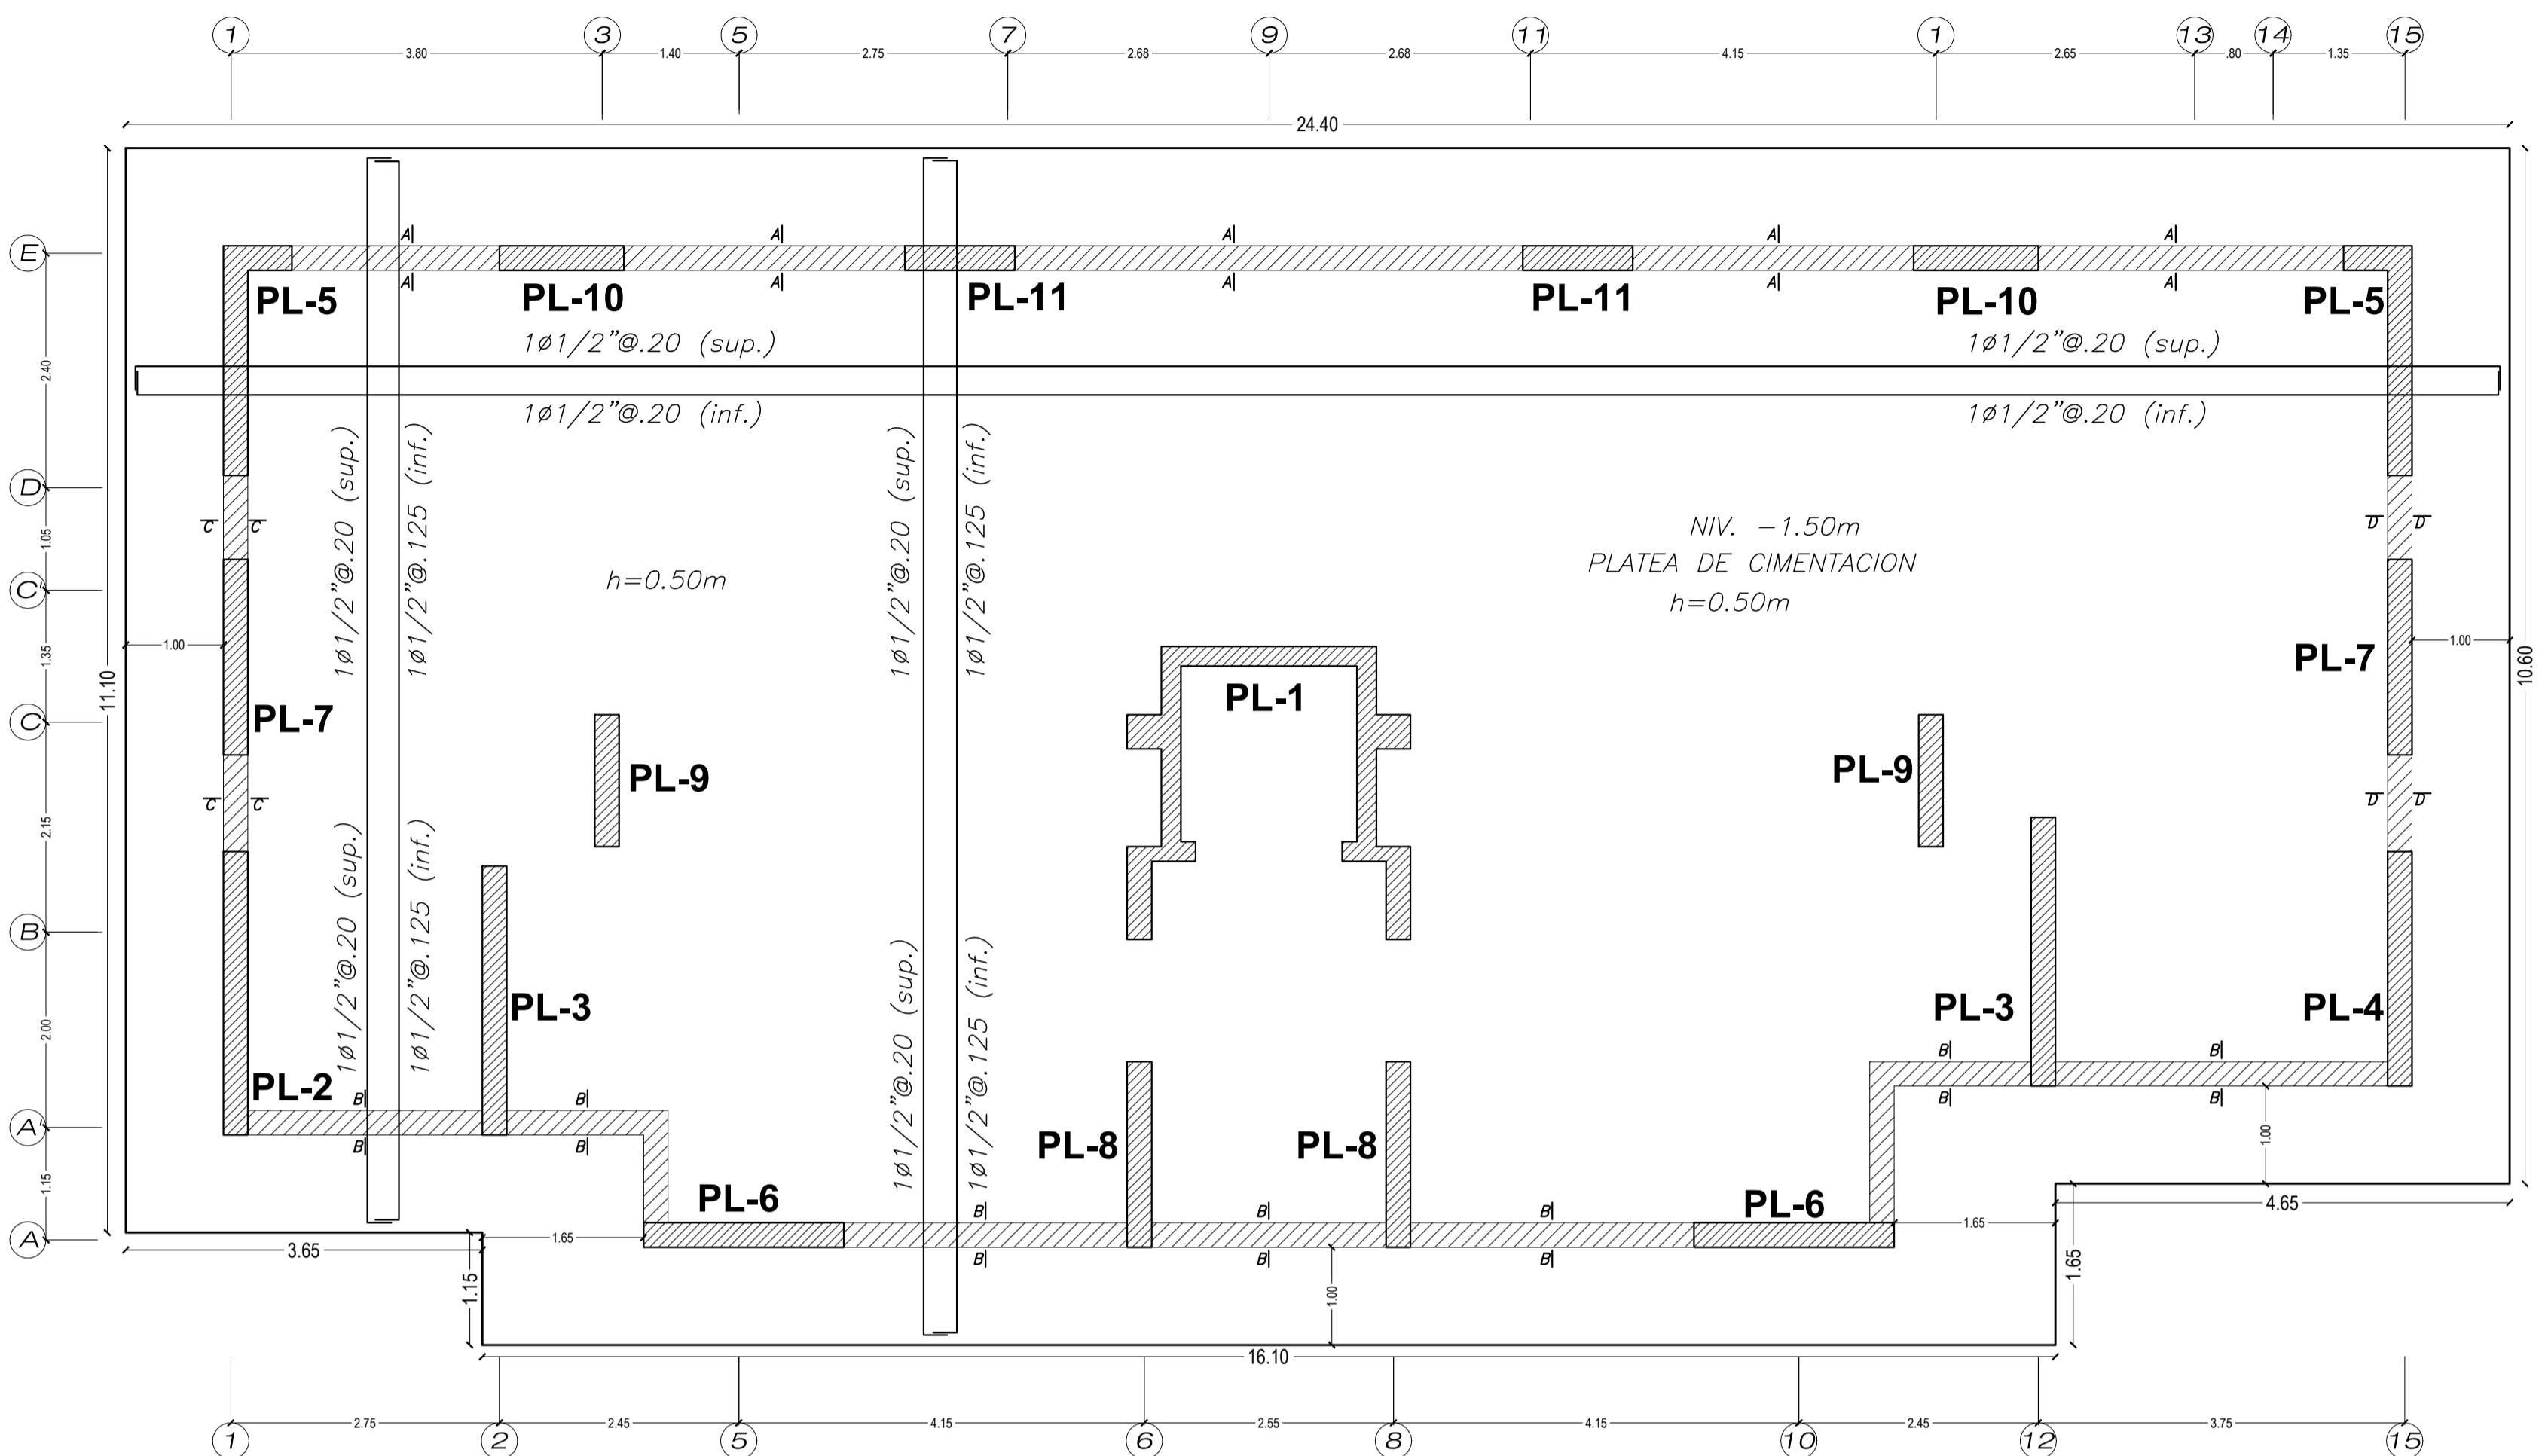 1 3 5 7 9 11 1 13 14 15
3.80 1.40 2.75 2.68 2.68 4.15 2.65 .80 1.35
24.40
E
D
C'
C
B
A'
A
2.40
1.05
1.35
2.15
2.00
1.15
11.10
10.60
A| A| A| A| A|
A| A| A| A| A|
PL-5 PL-10 PL-11 PL-11 PL-10 PL-5
1ø1/2"@.20 (sup.) 1ø1/2"@.20 (sup.)
1ø1/2"@.20 (inf.) 1ø1/2"@.20 (inf.)
1ø1/2"@.20 (sup.)
1ø1/2"@.125 (inf.)
1ø1/2"@.20 (sup.)
1ø1/2"@.125 (inf.)
C C
D D
NIV. -1.50m
PLATEA DE CIMENTACION
h=0.50m
h=0.50m
1.00
1.00
PL-7
PL-1
PL-7
PL-9
PL-9
C C
D D
1ø1/2"@.20 (sup.)
1ø1/2"@.125 (inf.)
1ø1/2"@.20 (sup.)
1ø1/2"@.125 (inf.)
PL-3 PL-3 PL-4
PL-2
B| B|
B| B|
B| B|
B| B|
1.00
PL-8 PL-8
PL-6 PL-6
B| B| B|
B| B| B|
3.65
1.65
1.65
4.65
1.15
1.00
1.65
16.10
2.75 2.45 4.15 2.55 4.15 2.45 3.75
1 2 5 6 8 10 12 15